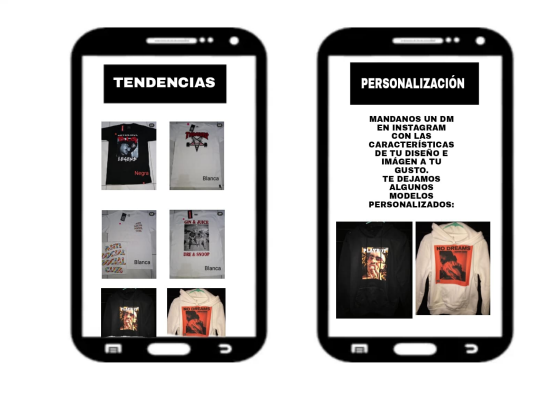 TENDENCIAS
Negra
Blanca
Blanca
Blanca
PERSONALIZACIÓN
MANDANOS UN DM
EN INSTAGRAM
CON LAS
CARACTERÍSTICAS
DE TU DISEÑO E
IMÁGEN A TU
GUSTO.
TE DEJAMOS
ALGUNOS
MODELOS
PERSONALIZADOS:
NO DREAMS